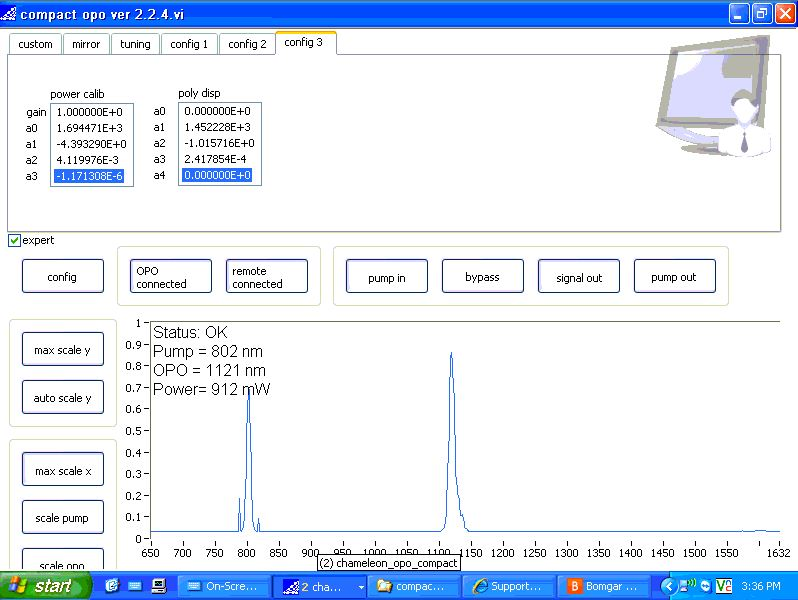 compact opo ver 2.2.4.vi
custom mirror tuning config 1 config 2 config 3
power calib poly disp
gain 1.000000E+0 a0 0.000000E+0
a0 1.694471E+3 a1 1.452228E+3
a1 -4.393290E+0 a2 -1.015716E+0
a2 4.119976E-3 a3 2.417854E-4
a3 -1.171308E-6 a4 0.000000E+0
expert
config
OPO
connected
remote
connected
pump in bypass signal out pump out
max scale y
auto scale y
max scale x
scale pump
scale opo
Status: OK
Pump = 802 nm
OPO = 1121 nm
Power= 912 mW
1
0.9
0.8
0.7
0.6
0.5
0.4
0.3
0.2
0.1
0
650 700 750 800 850 900 950 1000 1050 1100 1150 1200 1250 1300 1350 1400 1450 1500 1550 1632
(2) chameleon_opo_compact
start On-Scre... 2 cha... compac... Support... Bomgar ... 3:36 PM